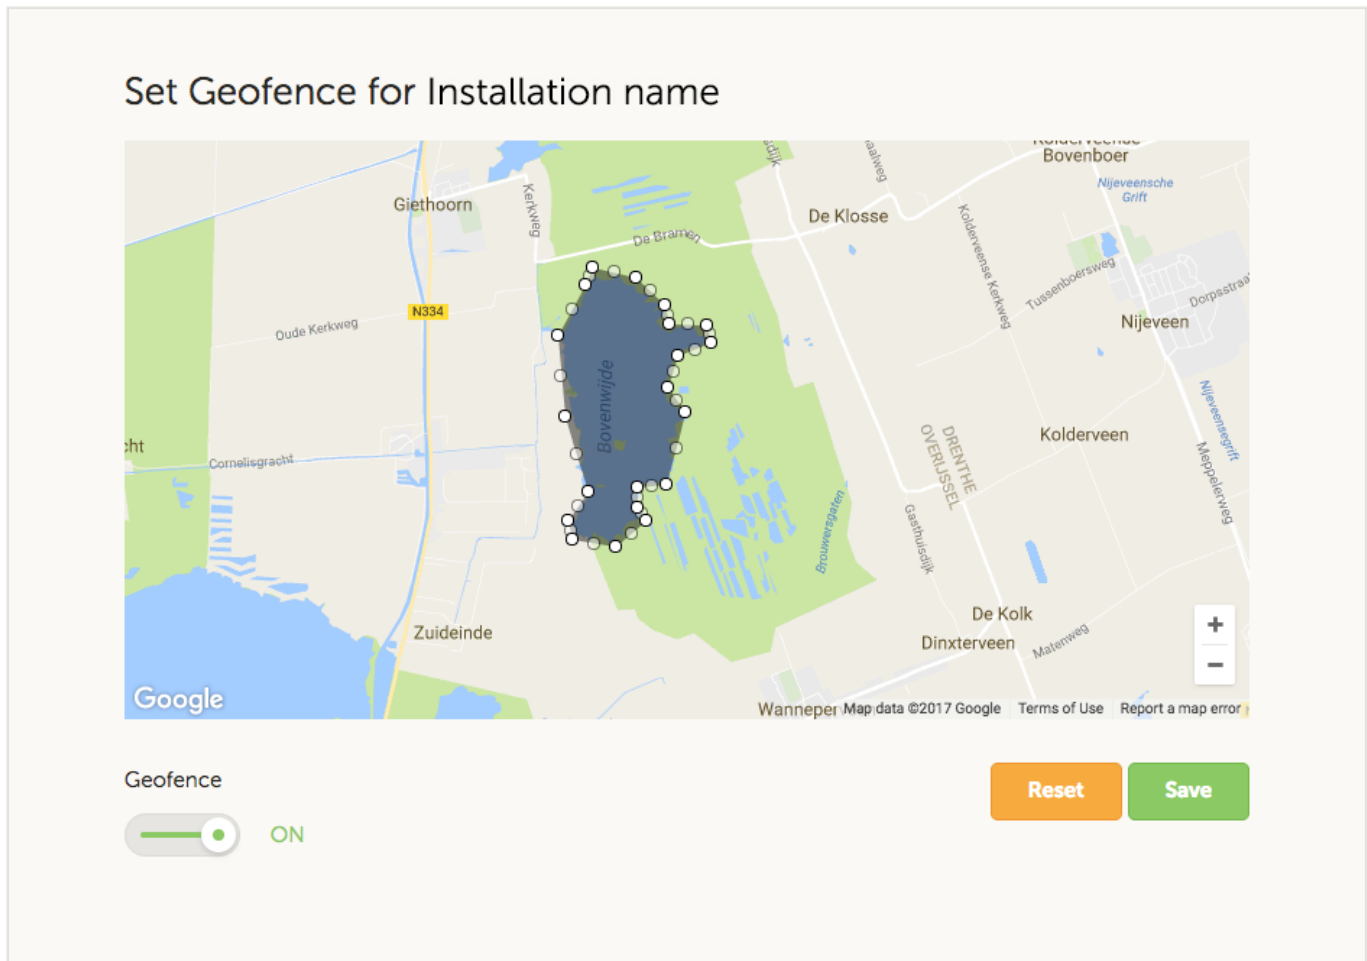 Set Geofence for Installation name
Bovenboer
Nijeveensche
Grift
Giethoorn
Kerkweg
De Klosse
De Bramen
Kolderveense Kerkweg
Tussenboersweg
Dorpsstraa
N334
Oude Kerkweg
Nijeveen
Bovenwijde
Nijeveensegrift
cht
Cornelisgracht
DRENTHE
OVERIJSSEL
Kolderveen
Meppelerweg
Brouwersgaten
Gasthuisdijk
De Kolk
Zuideinde
Dinxterveen
Matenweg
+
−
Google
Wanneper
Map data ©2017 Google
Terms of Use
Report a map error
Geofence
Reset
Save
ON